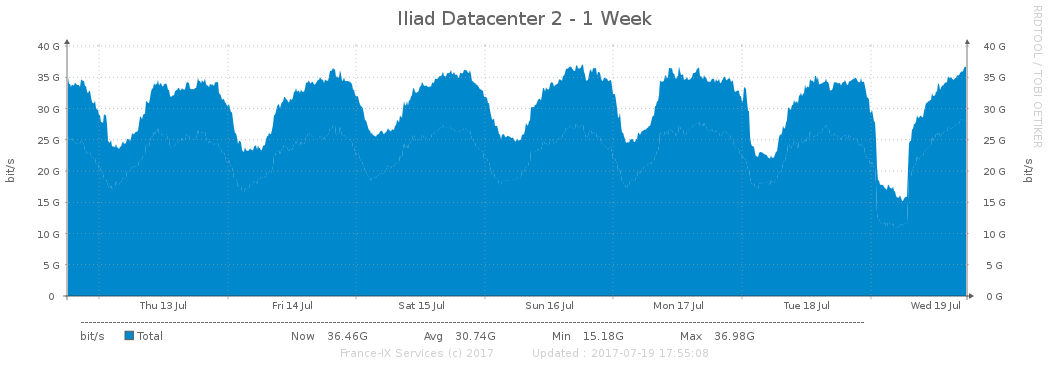 Iliad Datacenter 2 - 1 Week
RRDTOOL / TOBI OETIKER
40 G 40 G
35 G 35 G
30 G 30 G
25 G 25 G
20 G 20 G
15 G 15 G
10 G 10 G
5 G 5 G
0 0 G
bit/s bit/s
Thu 13 Jul Fri 14 Jul Sat 15 Jul Sun 16 Jul Mon 17 Jul Tue 18 Jul Wed 19 Jul
bit/s Total Now 36.46G Avg 30.74G Min 15.18G Max 36.98G
France-IX Services (c) 2017 Updated : 2017-07-19 17:55:08